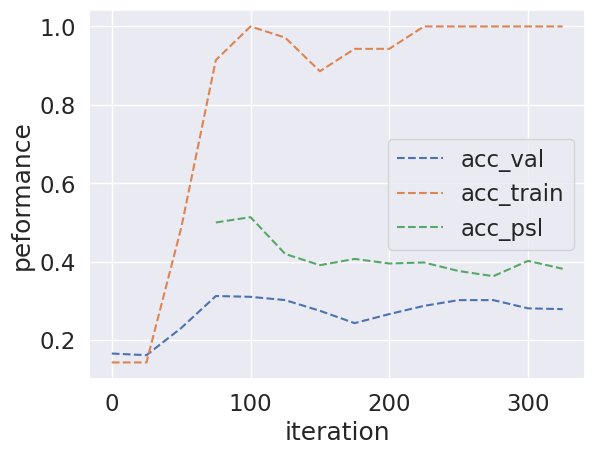 1.0
0.8
0.6
0.4
0.2
peformance
acc_val
acc_train
acc_psl
0 100 200 300
iteration